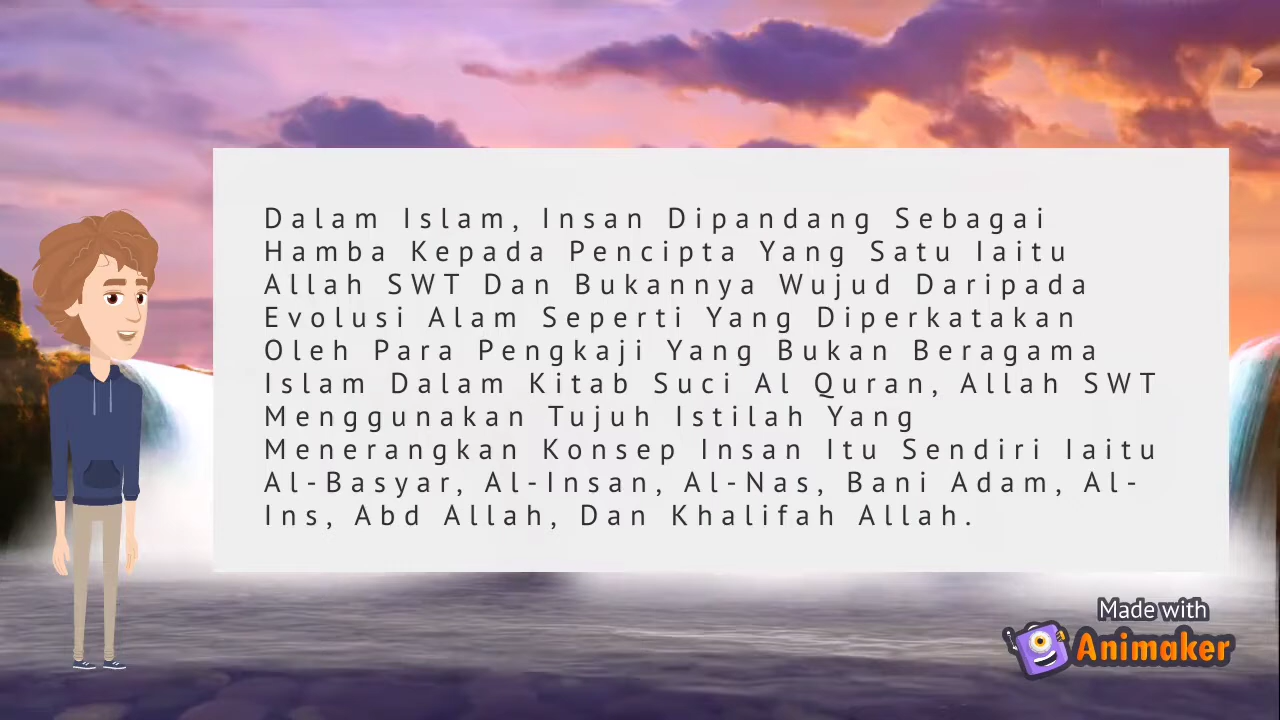 Dalam Islam, Insan Dipandang Sebagai
Hamba Kepada Pencipta Yang Satu Iaitu
Allah SWT Dan Bukannya Wujud Daripada
Evolusi Alam Seperti Yang Diperkatakan
Oleh Para Pengkaji Yang Bukan Beragama
Islam Dalam Kitab Suci Al Quran, Allah SWT
Menggunakan Tujuh Istilah Yang
Menerangkan Konsep Insan Itu Sendiri Iaitu
Al-Basyar, Al-Insan, Al-Nas, Bani Adam, Al-
Ins, Abd Allah, Dan Khalifah Allah.
Made with
Animaker